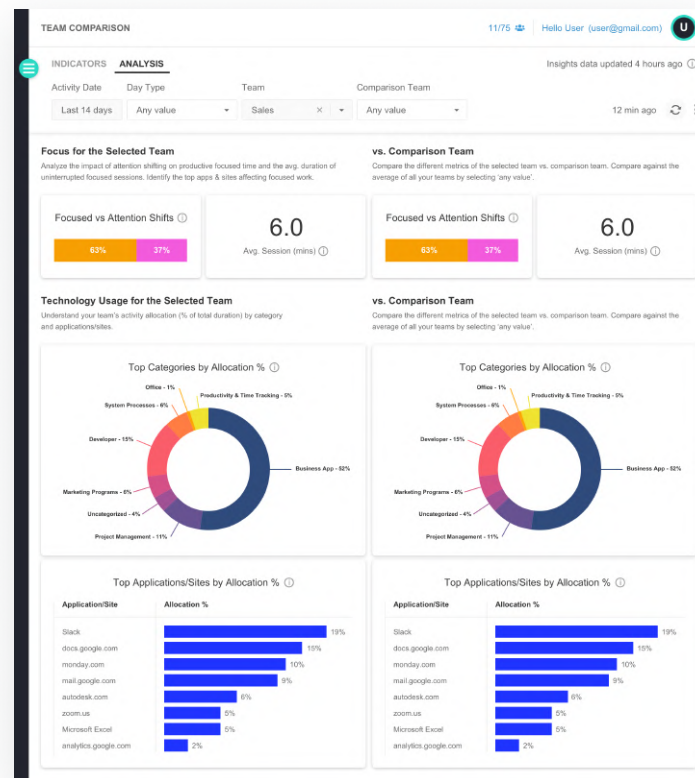 TEAM COMPARISON
11/75
Hello User (user@gmail.com)
U
INDICATORS ANALYSIS
Insights data updated 4 hours ago
Activity Date Day Type Team Comparison Team
Last 14 days Any value Sales Any value
12 min ago
Focus for the Selected Team
Analyze the impact of attention shifting on productive focused time and the avg. duration of
uninterrupted focused sessions. Identify the top apps & sites affecting focused work.
Focused vs Attention Shifts
63% 37%
6.0
Avg. Session (mins)
vs. Comparison Team
Compare the different metrics of the selected team vs. comparison team. Compare against the
average of all your teams by selecting 'any value'.
Focused vs Attention Shifts
63% 37%
6.0
Avg. Session (mins)
Technology Usage for the Selected Team
Understand your team's activity allocation (% of total duration) by category
and applications/sites.
vs. Comparison Team
Compare the different metrics of the selected team vs. comparison team. Compare against the
average of all your teams by selecting 'any value'.
Top Categories by Allocation %
Office - 1%
Productivity & Time Tracking - 5%
System Processes - 6%
Developer - 15%
Business App - 52%
Marketing Programs - 6%
Uncategorized - 4%
Project Management - 11%
Top Categories by Allocation %
Office - 1%
Productivity & Time Tracking - 5%
System Processes - 6%
Developer - 15%
Business App - 52%
Marketing Programs - 6%
Uncategorized - 4%
Project Management - 11%
Top Applications/Sites by Allocation %
Application/Site Allocation %
Slack 19%
docs.google.com 15%
monday.com 10%
mail.google.com 9%
autodesk.com 6%
zoom.us 5%
Microsoft Excel 5%
analytics.google.com 2%
Top Applications/Sites by Allocation %
Application/Site Allocation %
Slack 19%
docs.google.com 15%
monday.com 10%
mail.google.com 9%
autodesk.com 6%
zoom.us 5%
Microsoft Excel 5%
analytics.google.com 2%